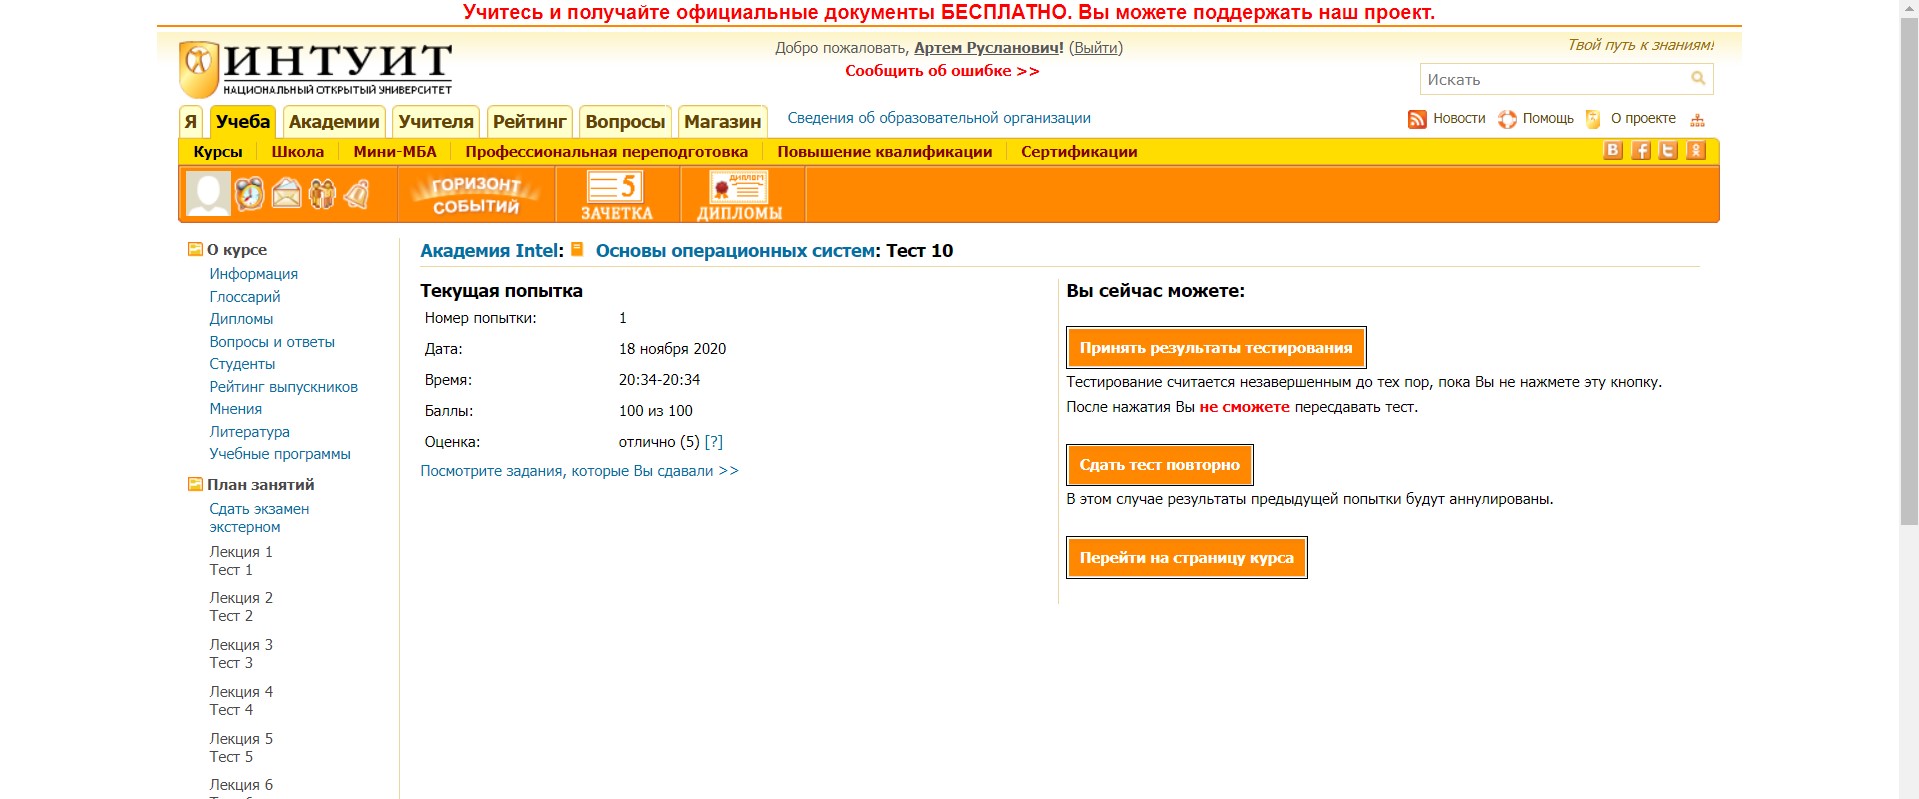 Учитесь и получайте официальные документы БЕСПЛАТНО. Вы можете поддержать наш проект.
ИНТУИТ
НАЦИОНАЛЬНЫЙ ОТКРЫТЫЙ УНИВЕРСИТЕТ
Добро пожаловать, Артем Русланович! (Выйти)
Сообщить об ошибке >>
Твой путь к знаниям!
Искать
Я Учеба Академии Учителя Рейтинг Вопросы Магазин Сведения об образовательной организации Новости Помощь О проекте
Курсы Школа Мини-МБА Профессиональная переподготовка Повышение квалификации Сертификации
ГОРИЗОНТ СОБЫТИЙ
5 ЗАЧЕТКА
ДИПЛОМ ДИПЛОМЫ
О курсе
Информация
Глоссарий
Дипломы
Вопросы и ответы
Студенты
Рейтинг выпускников
Мнения
Литература
Учебные программы
План занятий
Сдать экзамен
экстерном
Лекция 1
Тест 1
Лекция 2
Тест 2
Лекция 3
Тест 3
Лекция 4
Тест 4
Лекция 5
Тест 5
Лекция 6
Академия Intel: Основы операционных систем: Тест 10
Текущая попытка
Номер попытки: 1
Дата: 18 ноября 2020
Время: 20:34-20:34
Баллы: 100 из 100
Оценка: отлично (5) [?]
Посмотрите задания, которые Вы сдавали >>
Вы сейчас можете:
Принять результаты тестирования
Тестирование считается незавершенным до тех пор, пока Вы не нажмете эту кнопку.
После нажатия Вы не сможете пересдавать тест.
Сдать тест повторно
В этом случае результаты предыдущей попытки будут аннулированы.
Перейти на страницу курса